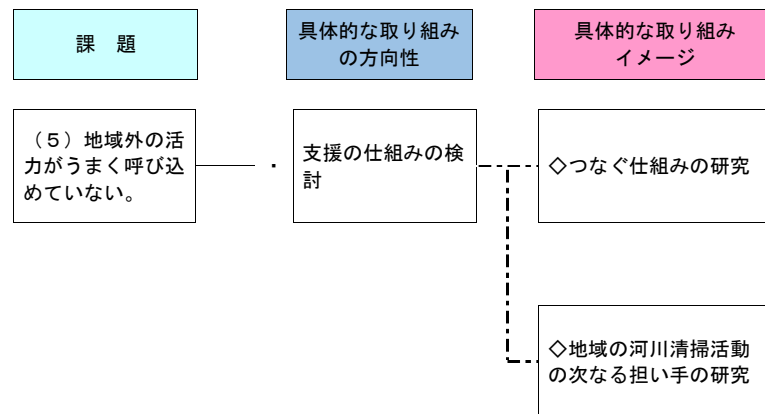 課　題
具体的な取り組み
の方向性
具体的な取り組み
イメージ
（５）地域外の活
力がうまく呼び込
めていない。
支援の仕組みの検
討
◇つなぐ仕組みの研究
◇地域の河川清掃活動
の次なる担い手の研究